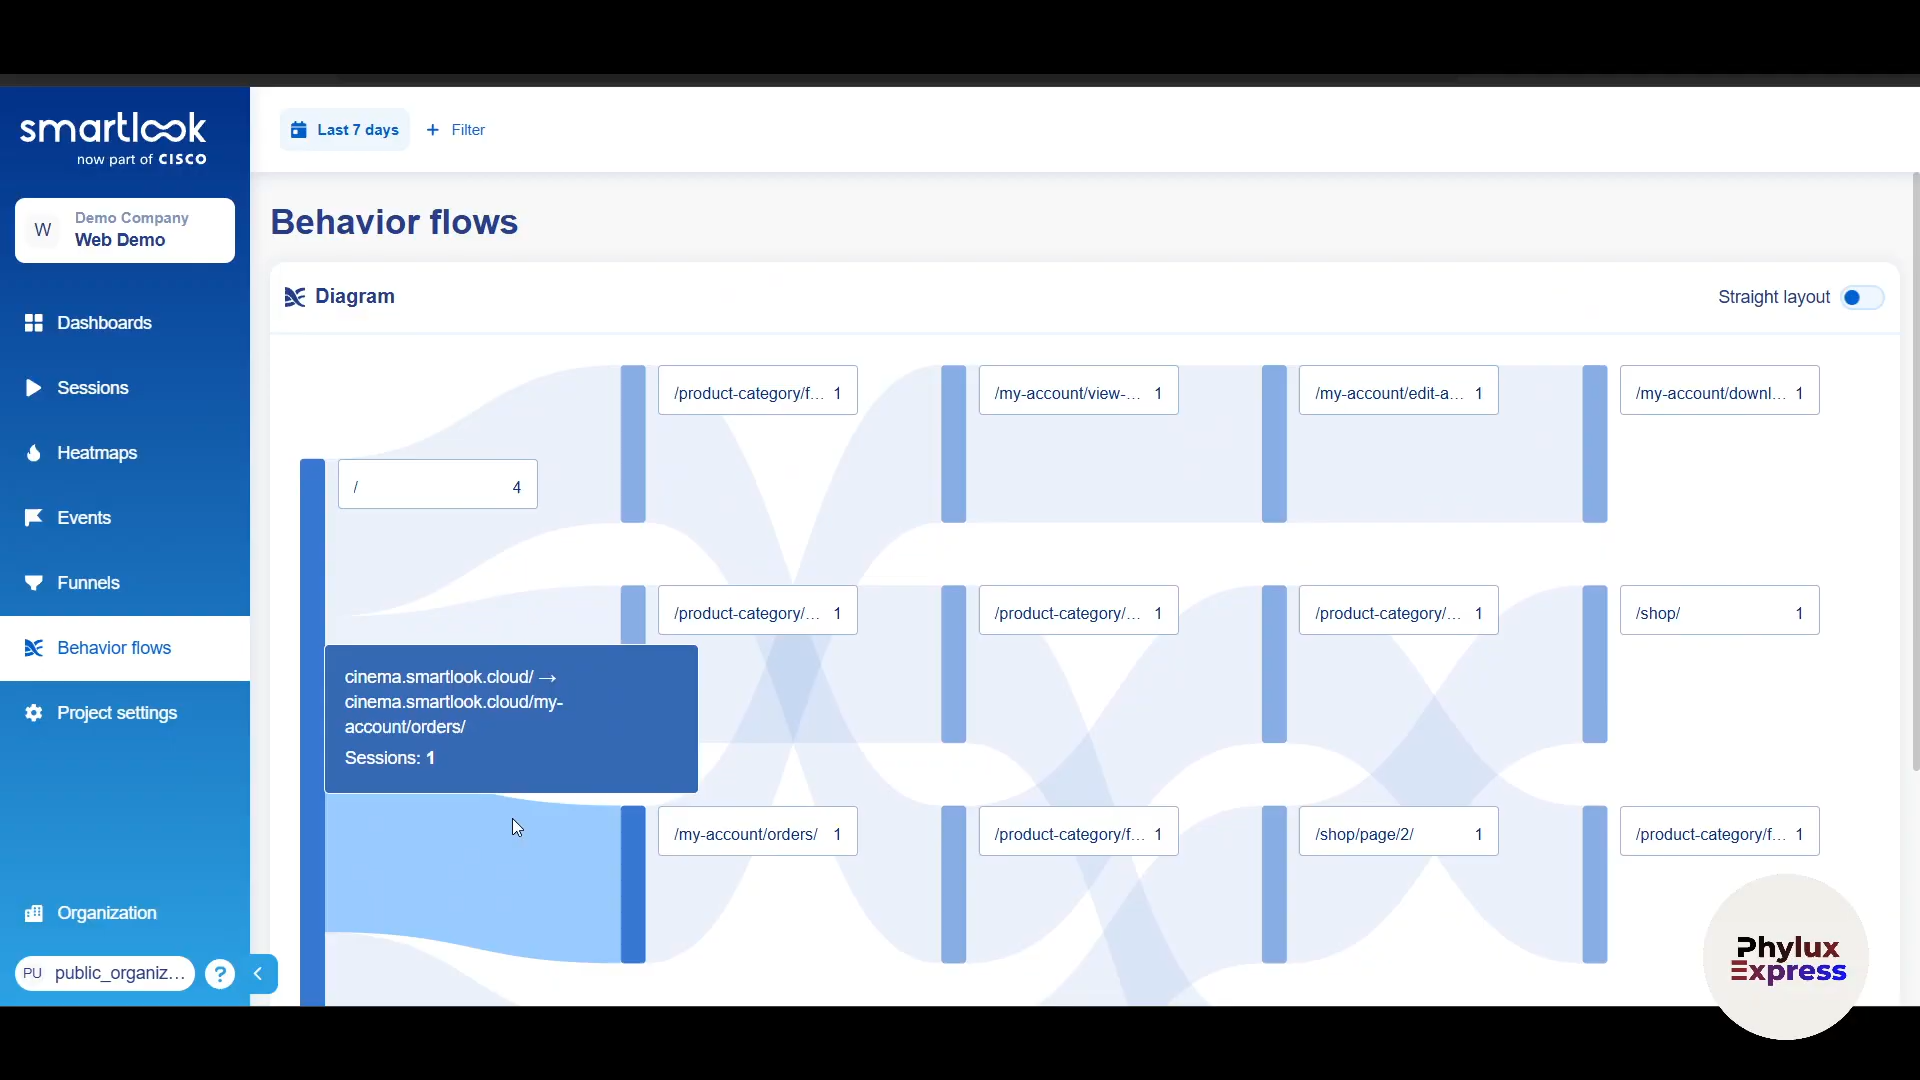 smartlook
now part of CISCO
W
Demo Company
Web Demo
Dashboards
Sessions
Heatmaps
Events
Funnels
Behavior flows
Project settings
Organization
PU public_organiz...
?
Last 7 days
+ Filter
Behavior flows
Diagram
Straight layout
/product-category/f... 1
/my-account/view-... 1
/my-account/edit-a... 1
/my-account/downl... 1
/ 4
/product-category/... 1
/product-category/... 1
/product-category/... 1
/shop/ 1
cinema.smartlook.cloud/ →
cinema.smartlook.cloud/my-
account/orders/
Sessions: 1
/my-account/orders/ 1
/product-category/f... 1
/shop/page/2/ 1
/product-category/f... 1
Phylux
Express